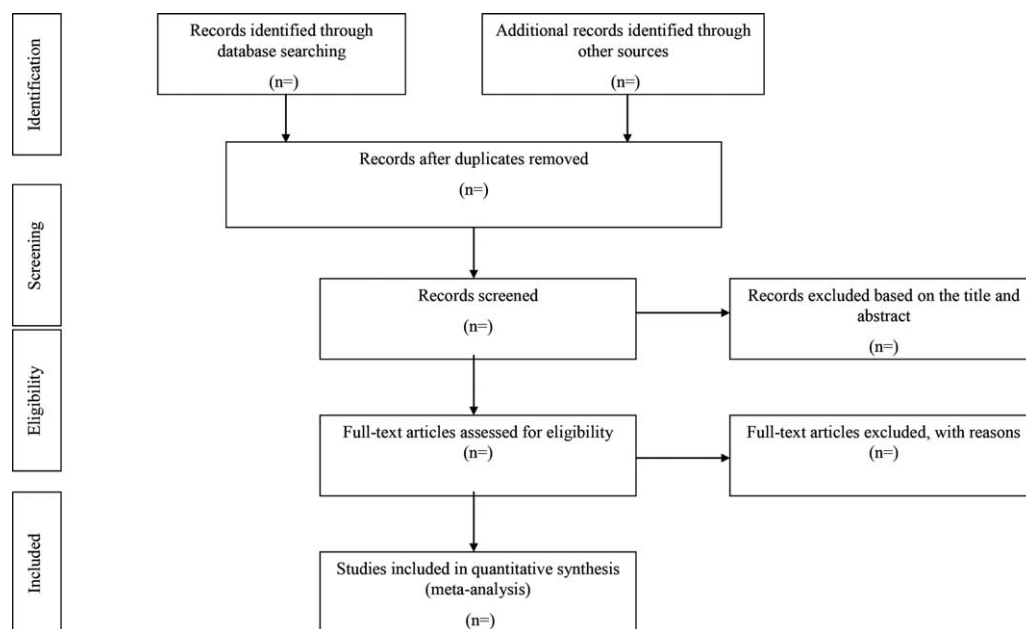 Identification
Records identified through
database searching
(n=)
Additional records identified through
other sources
(n=)
Records after duplicates removed
(n=)
Screening
Records screened
(n=)
Records excluded based on the title and
abstract
(n=)
Eligibility
Full-text articles assessed for eligibility
(n=)
Full-text articles excluded, with reasons
(n=)
Included
Studies included in quantitative synthesis
(meta-analysis)
(n=)